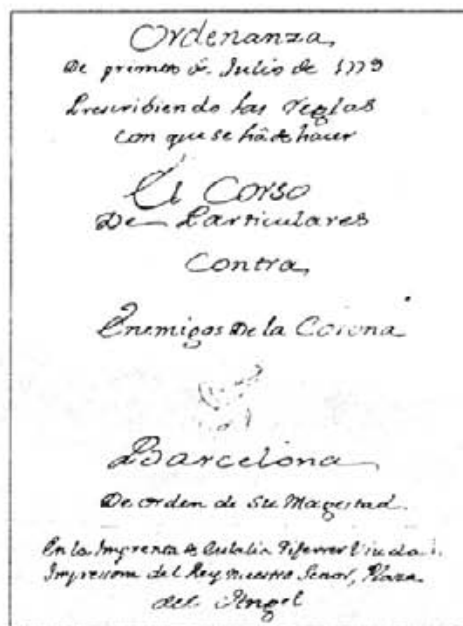 Ordenanza,
De primero de Julio de 1779
Prescribiendo las reglas
con que se há de hacer
El Corso
De Particulares
Contra,
Enemigos De la Corona
Barcelona
De orden de Su Magestad.
En la Imprenta de Eulalia Piferrer Viuda
Impresora del Rey nuestro Señor, Plaza
del Angel